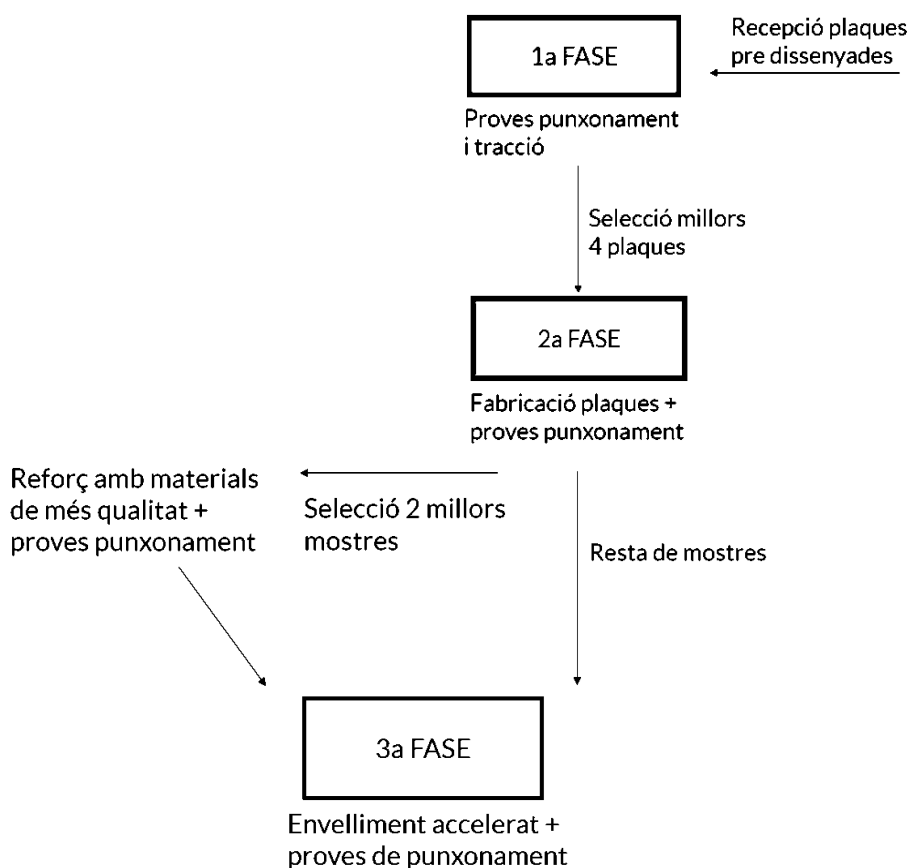 Recepció plaques
pre dissenyades
1a FASE
Proves punxonament
i tracció
Selecció millors
4 plaques
2a FASE
Fabricació plaques +
proves punxonament
Reforç amb materials
de més qualitat +
proves punxonament
Selecció 2 millors
mostres
Resta de mostres
3a FASE
Envelliment accelerat +
proves de punxonament